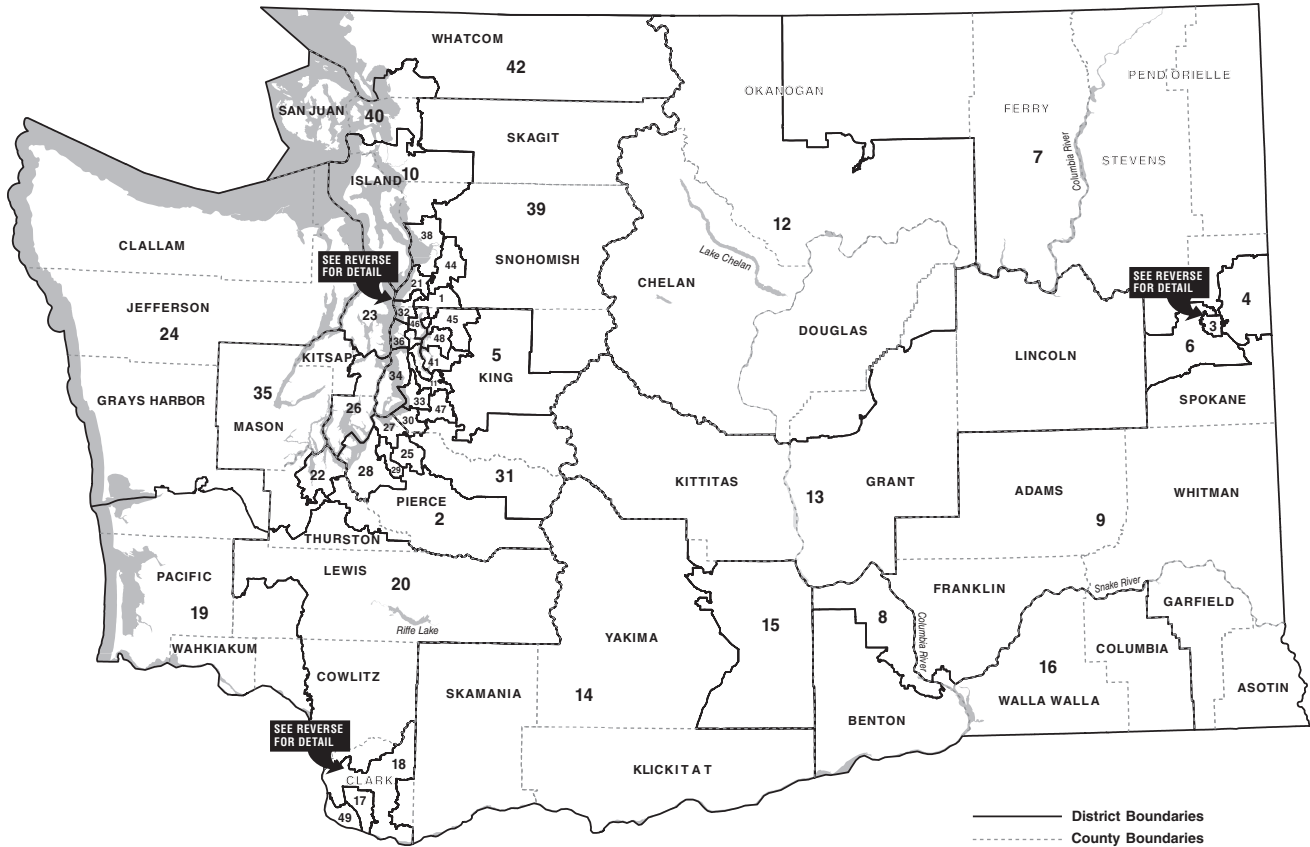 WHATCOM
42
SAN JUAN
40
OKANOGAN
FERRY
PEND ORIELLE
SKAGIT
7
Columbia River
STEVENS
10
ISLAND
39
12
38
CLALLAM
SNOHOMISH
Lake Chelan
SEE REVERSE
FOR DETAIL
44
CHELAN
SEE REVERSE
FOR DETAIL
21
1
4
JEFFERSON
24
23
32
46
45
DOUGLAS
3
6
36
48
LINCOLN
KITSAP
41
5
KING
34
35
GRAYS HARBOR
MASON
26
33
47
SPOKANE
30
27
25
22
28
29
31
KITTITAS
GRANT
13
ADAMS
WHITMAN
PIERCE
2
9
THURSTON
LEWIS
20
PACIFIC
19
FRANKLIN
Snake River
GARFIELD
Riffe Lake
YAKIMA
15
8
Columbia River
WAHKIAKUM
COLUMBIA
COWLITZ
SKAMANIA
14
16
WALLA WALLA
ASOTIN
BENTON
SEE REVERSE
FOR DETAIL
18
CLARK
KLICKITAT
17
49
District Boundaries
County Boundaries